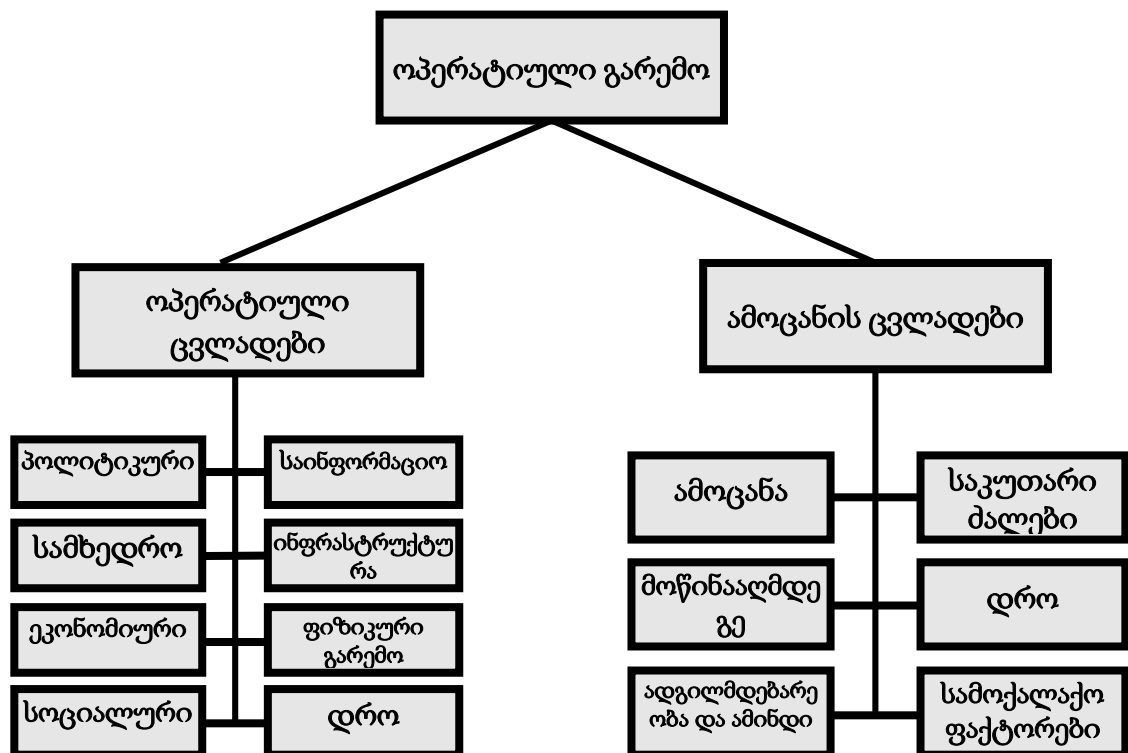 ოპერატიული გარემო
ოპერატიული
ცვლადები
პოლიტიკური
საინფორმაციო
სამხედრო
ინფრასტრუქტუ
რა
ეკონომიური
ფიზიკური
გარემო
სოციალური
დრო
ამოცანის ცვლადები
ამოცანა
საკუთარი
ძალები
მოწინააღმდე
გე
დრო
ადგილმდებარე
ობა და ამინდი
სამოქალაქო
ფაქტორები